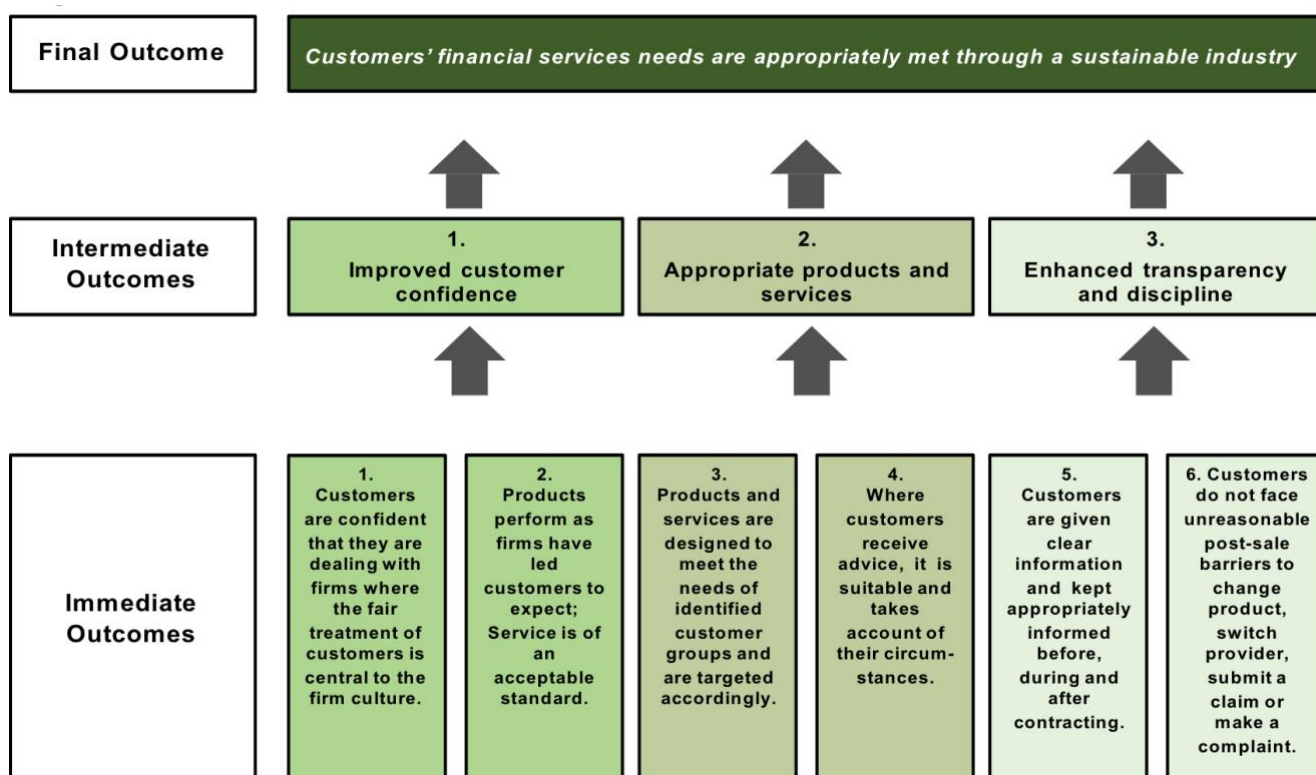 Final Outcome
Customers' financial services needs are appropriately met through a sustainable industry
Intermediate
Outcomes
1.
Improved customer
confidence
2.
Appropriate products and
services
3.
Enhanced transparency
and discipline
Immediate
Outcomes
1.
Customers
are confident
that they are
dealing with
firms where
the fair
treatment of
customers is
central to the
firm culture.
2.
Products
perform as
firms have
led
customers to
expect;
Service is of
an
acceptable
standard.
3.
Products and
services are
designed to
meet the
needs of
identified
customer
groups and
are targeted
accordingly.
4.
Where
customers
receive
advice, it is
suitable and
takes
account of
their circum-
stances.
5.
Customers
are given
clear
information
and kept
appropriately
informed
before,
during and
after
contracting.
6. Customers
do not face
unreasonable
post-sale
barriers to
change
product,
switch
provider,
submit a
claim or
make a
complaint.